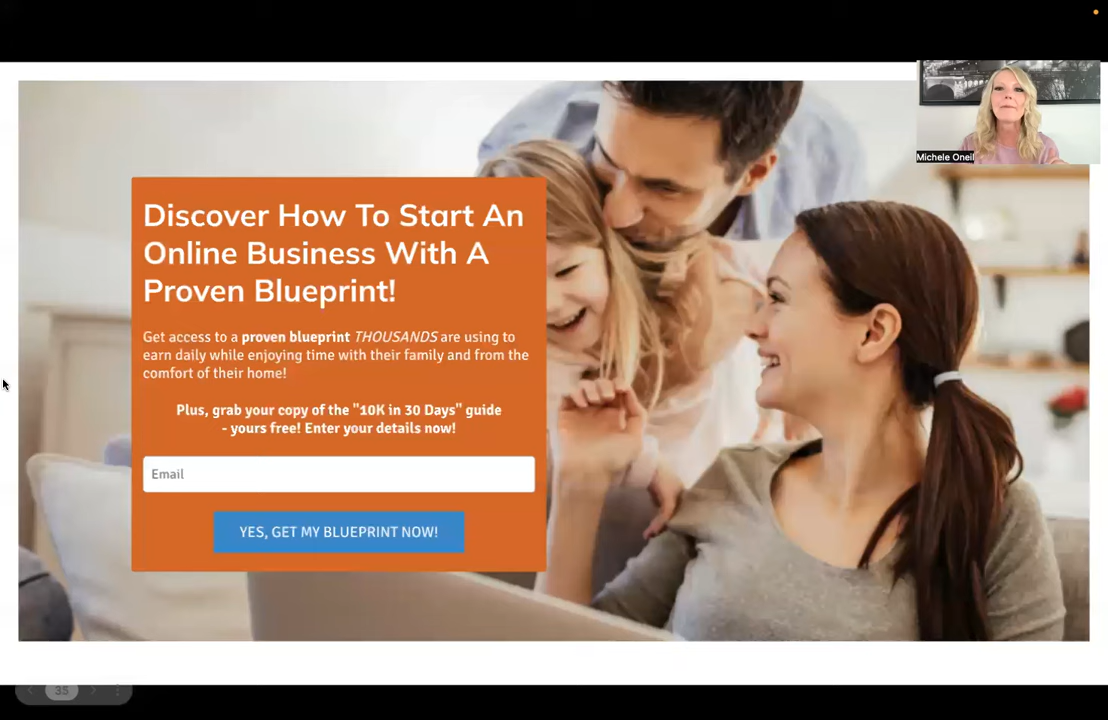 Michele Oneil
Discover How To Start An
Online Business With A
Proven Blueprint!
Get access to a proven blueprint THOUSANDS are using to
earn daily while enjoying time with their family and from the
comfort of their home!
Plus, grab your copy of the "10K in 30 Days" guide
- yours free! Enter your details now!
Email
YES, GET MY BLUEPRINT NOW!
35